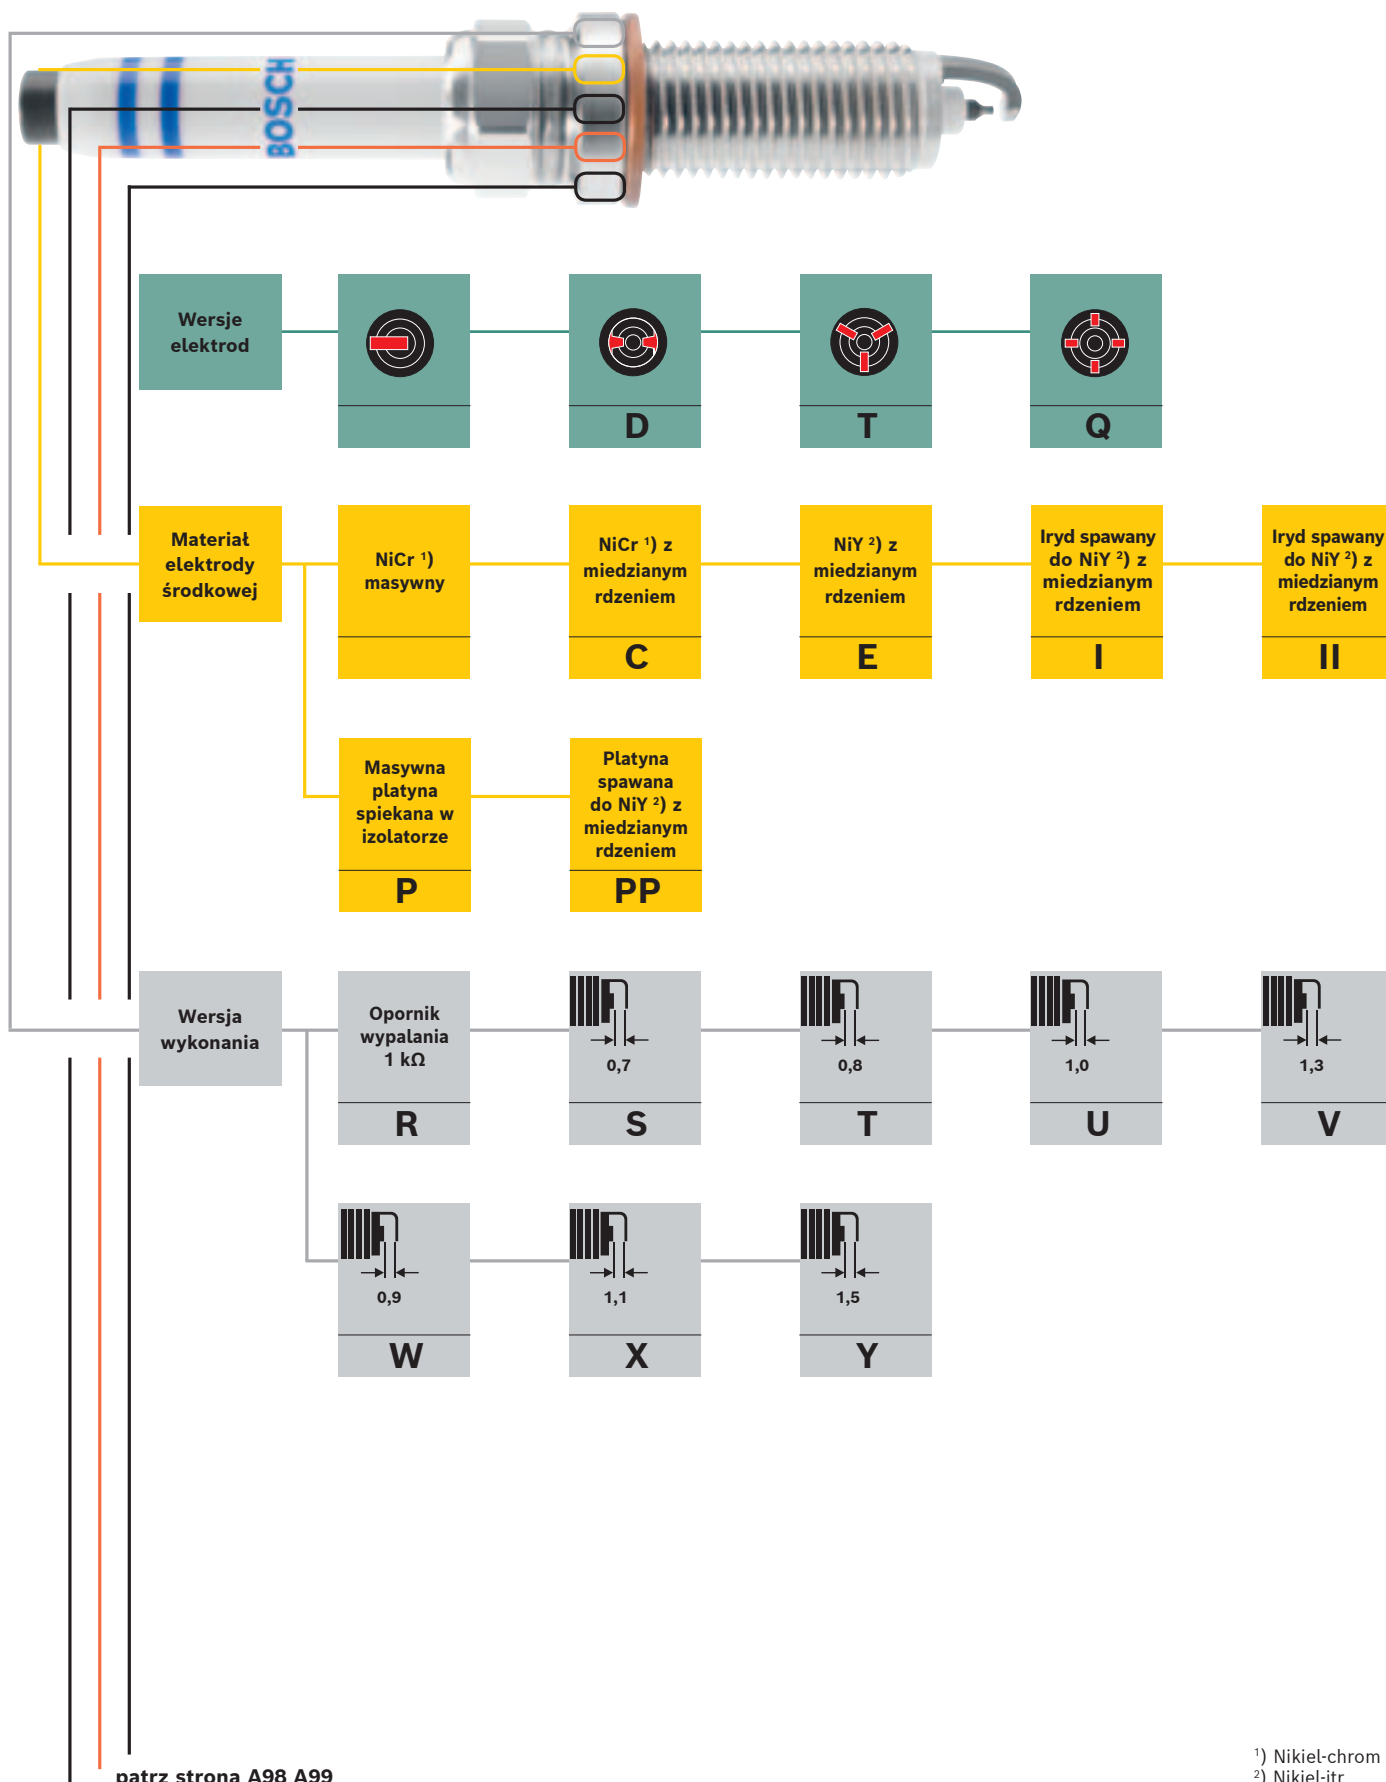 BOSCH
Wersje
elektrod
D
T
Q
Materiał
elektrody
środkowej
NiCr ¹)
masywny
NiCr ¹) z
miedzianym
rdzeniem
C
NiY ²) z
miedzianym
rdzeniem
E
Iryd spawany
do NiY ²) z
miedzianym
rdzeniem
I
Iryd spawany
do NiY ²) z
miedzianym
rdzeniem
II
Masywna
platyna
spiekana w
izolatorze
P
Platyna
spawana
do NiY ²) z
miedzianym
rdzeniem
PP
Wersja
wykonania
Opornik
wypalania
1 kΩ
R
0,7
S
0,8
T
1,0
U
1,3
V
0,9
W
1,1
X
1,5
Y
patrz strona A98 A99
¹) Nikiel-chrom
²) Nikiel-itr